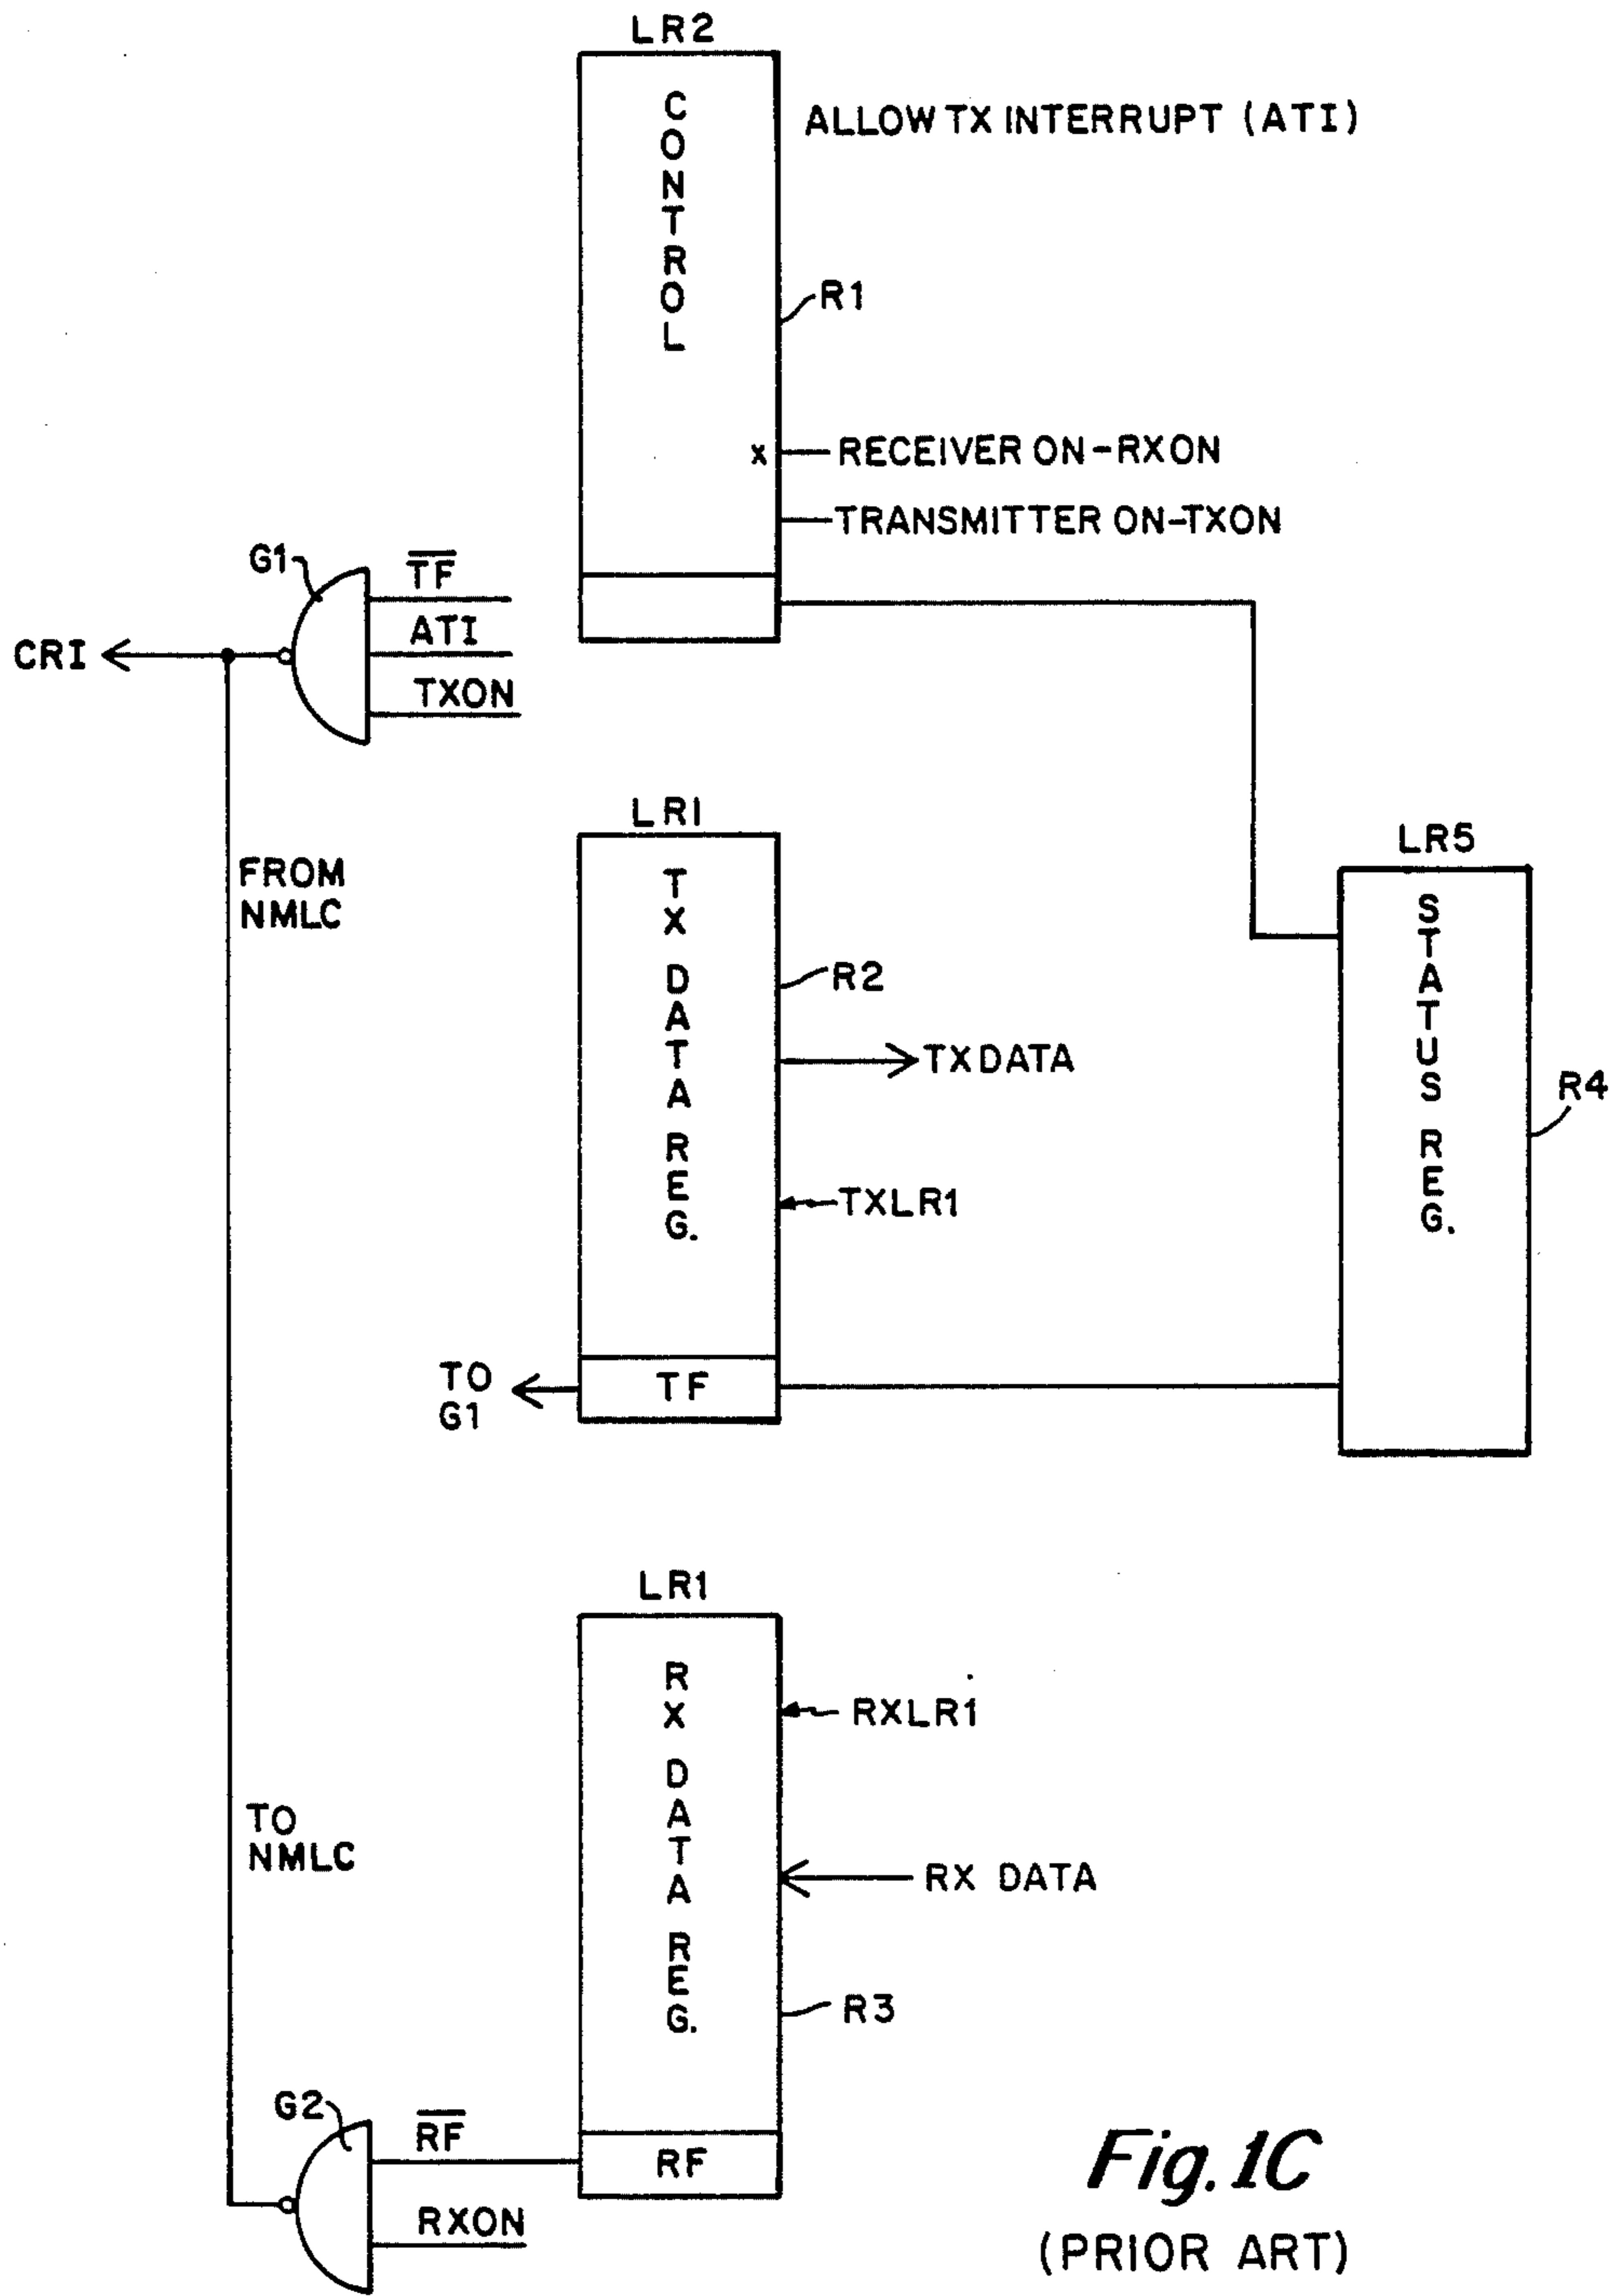 LR2
CONTROL
ALLOW TX INTERRUPT (ATI)
R1
x
RECEIVER ON-RXON
TRANSMITTER ON-TXON
G1
T̅F̅
ATI
TXON
CRI
FROM
NMLC
LR1
TX DATA REG.
R2
TX DATA
TXLR1
TF
TO
G1
LR5
STATUS REG.
R4
LR1
RX DATA REG.
RXLR1
RX DATA
R3
TO
NMLC
G2
R̅F̅
RF
RXON
Fig. 1C
(PRIOR ART)